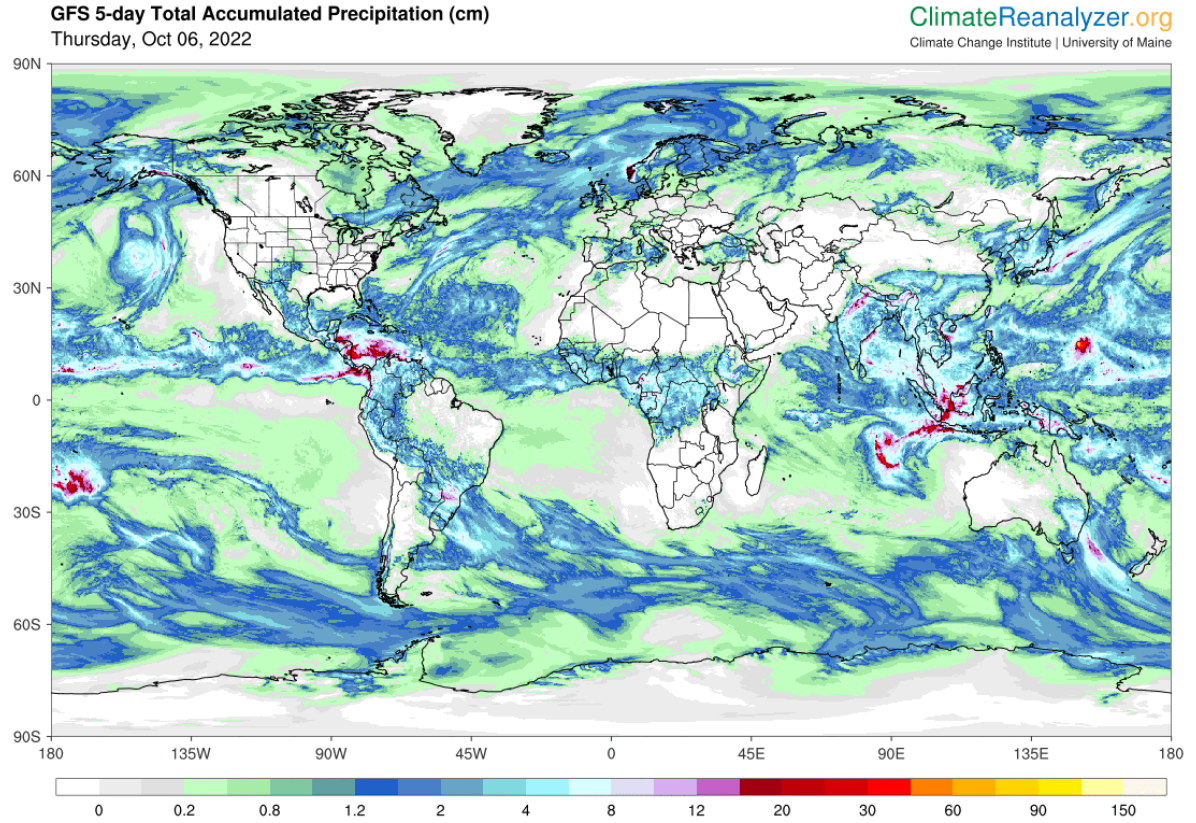 GFS 5-day Total Accumulated Precipitation (cm)
Thursday, Oct 06, 2022
ClimateReanalyzer.org
Climate Change Institute | University of Maine
90N
60N
30N
0
30S
60S
90S
180 135W 90W 45W 0 45E 90E 135E 180
0 0.2 0.8 1.2 2 4 8 12 20 30 60 90 150